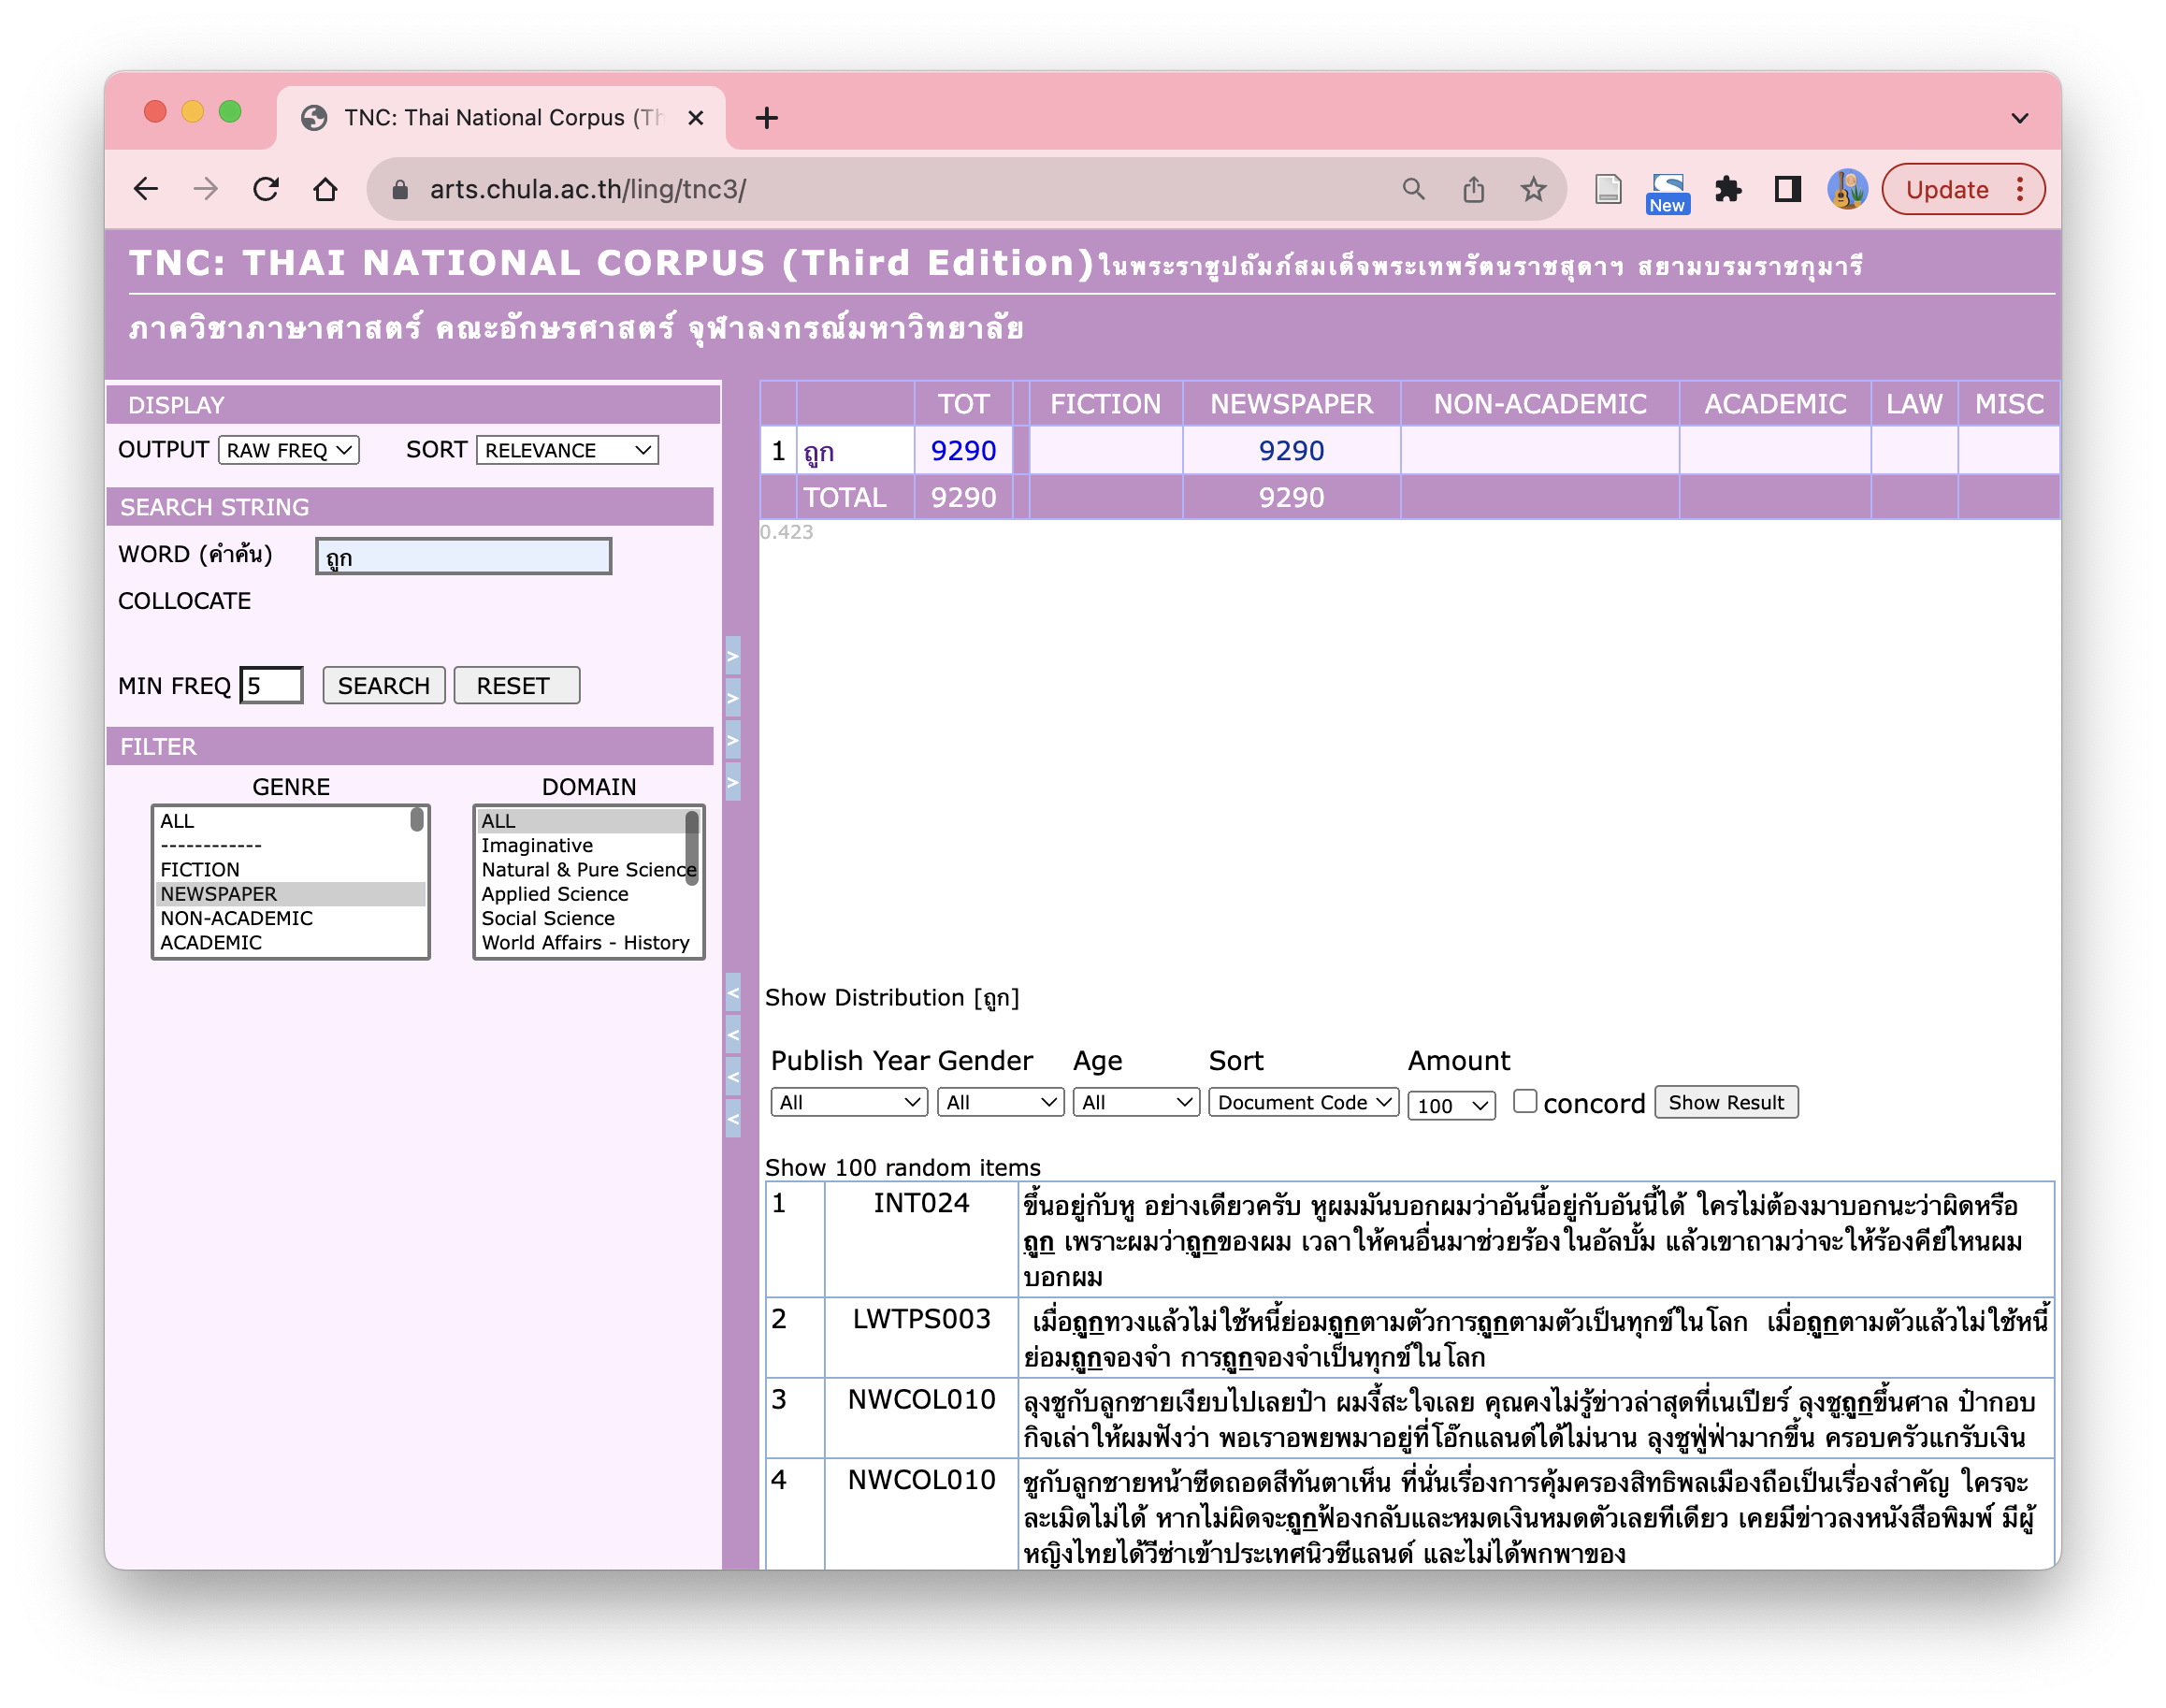 TNC: Thai National Corpus (Th
arts.chula.ac.th/ling/tnc3/
New
Update
TNC: THAI NATIONAL CORPUS (Third Edition)ในพระราชูปถัมภ์สมเด็จพระเทพรัตนราชสุดาฯ สยามบรมราชกุมารี
ภาควิชาภาษาศาสตร์ คณะอักษรศาสตร์ จุฬาลงกรณ์มหาวิทยาลัย
DISPLAY
OUTPUT RAW FREQ SORT RELEVANCE
SEARCH STRING
WORD (คำค้น) ถูก
COLLOCATE
MIN FREQ 5 SEARCH RESET
FILTER
GENRE DOMAIN
ALL
------------
FICTION
NEWSPAPER
NON-ACADEMIC
ACADEMIC
ALL
Imaginative
Natural & Pure Science
Applied Science
Social Science
World Affairs - History
>
>
>
>
<
<
<
<
TOT FICTION NEWSPAPER NON-ACADEMIC ACADEMIC LAW MISC
1 ถูก 9290 9290
TOTAL 9290 9290
0.423
Show Distribution [ถูก]
Publish Year Gender Age Sort Amount
All All All Document Code 100 concord Show Result
Show 100 random items
1 INT024 ขึ้นอยู่กับหู อย่างเดียวครับ หูผมมันบอกผมว่าอันนี้อยู่กับอันนี้ได้ ใครไม่ต้องมาบอกนะว่าผิดหรือ
ถูก เพราะผมว่าถูกของผม เวลาให้คนอื่นมาช่วยร้องในอัลบั้ม แล้วเขาถามว่าจะให้ร้องคีย์ไหนผม
บอกผม
2 LWTPS003 เมื่อถูกทวงแล้วไม่ใช้หนี้ย่อมถูกตามตัวการถูกตามตัวเป็นทุกข์ในโลก เมื่อถูกตามตัวแล้วไม่ใช้หนี้
ย่อมถูกจองจำ การถูกจองจำเป็นทุกข์ในโลก
3 NWCOL010 ลุงชูกับลูกชายเงียบไปเลยป๋า ผมงี้สะใจเลย คุณคงไม่รู้ข่าวล่าสุดที่เนเปียร์ ลุงชูถูกขึ้นศาล ป๋ากอบ
กิจเล่าให้ผมฟังว่า พอเราอพยพมาอยู่ที่โอ๊กแลนด์ได้ไม่นาน ลุงชูฟู่ฟ่ามากขึ้น ครอบครัวแกรับเงิน
4 NWCOL010 ชูกับลูกชายหน้าซีดถอดสีทันตาเห็น ที่นั่นเรื่องการคุ้มครองสิทธิพลเมืองถือเป็นเรื่องสำคัญ ใครจะ
ละเมิดไม่ได้ หากไม่ผิดจะถูกฟ้องกลับและหมดเงินหมดตัวเลยทีเดียว เคยมีข่าวลงหนังสือพิมพ์ มีผู้
หญิงไทยได้วีซ่าเข้าประเทศนิวซีแลนด์ และไม่ได้พกพาของ